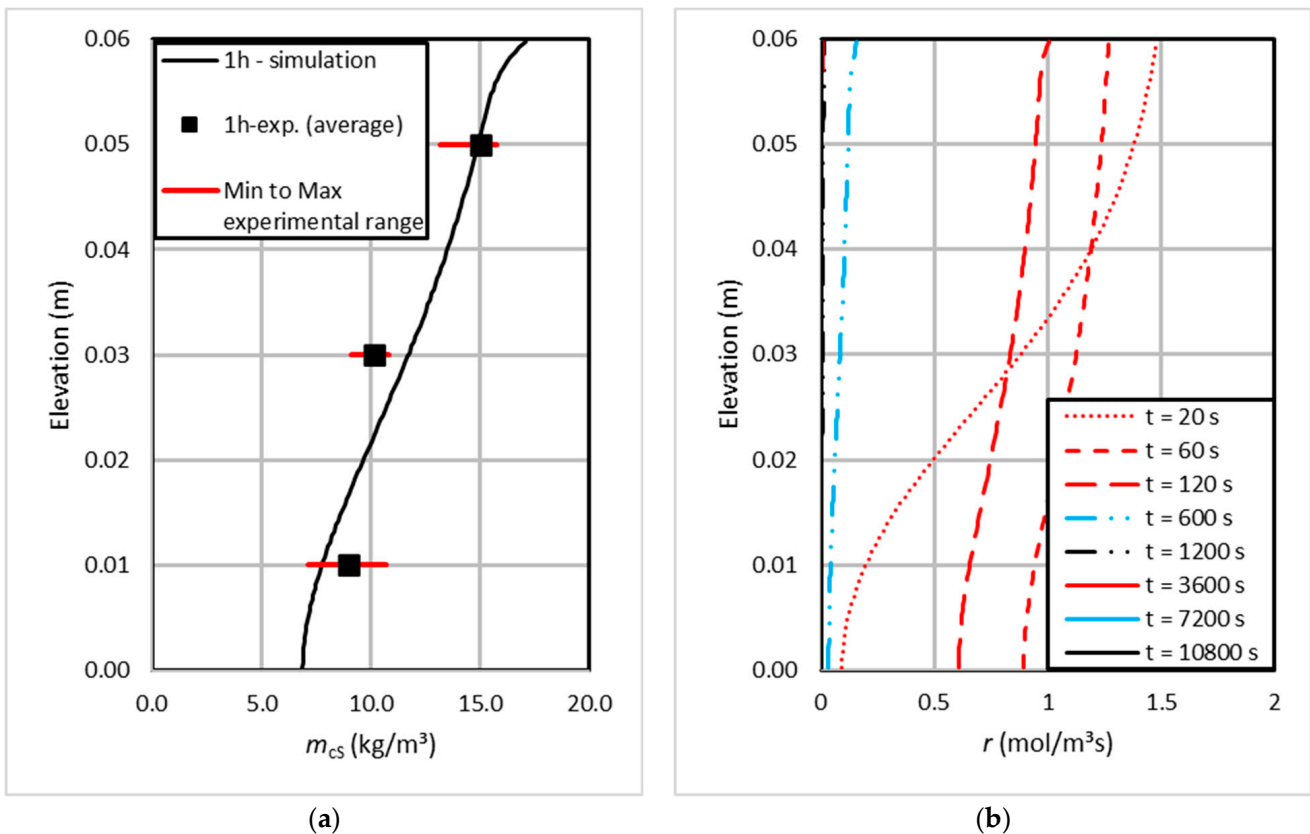 0.06
0.05
0.04
0.03
0.02
0.01
0.00
Elevation (m)
1h - simulation
1h-exp. (average)
Min to Max
experimental range
0.0
5.0
10.0
15.0
20.0
mcS (kg/m³)
(a)
0.06
0.05
0.04
0.03
0.02
0.01
0.00
Elevation (m)
t = 20 s
t = 60 s
t = 120 s
t = 600 s
t = 1200 s
t = 3600 s
t = 7200 s
t = 10800 s
0
0.5
1
1.5
2
r (mol/m³s)
(b)